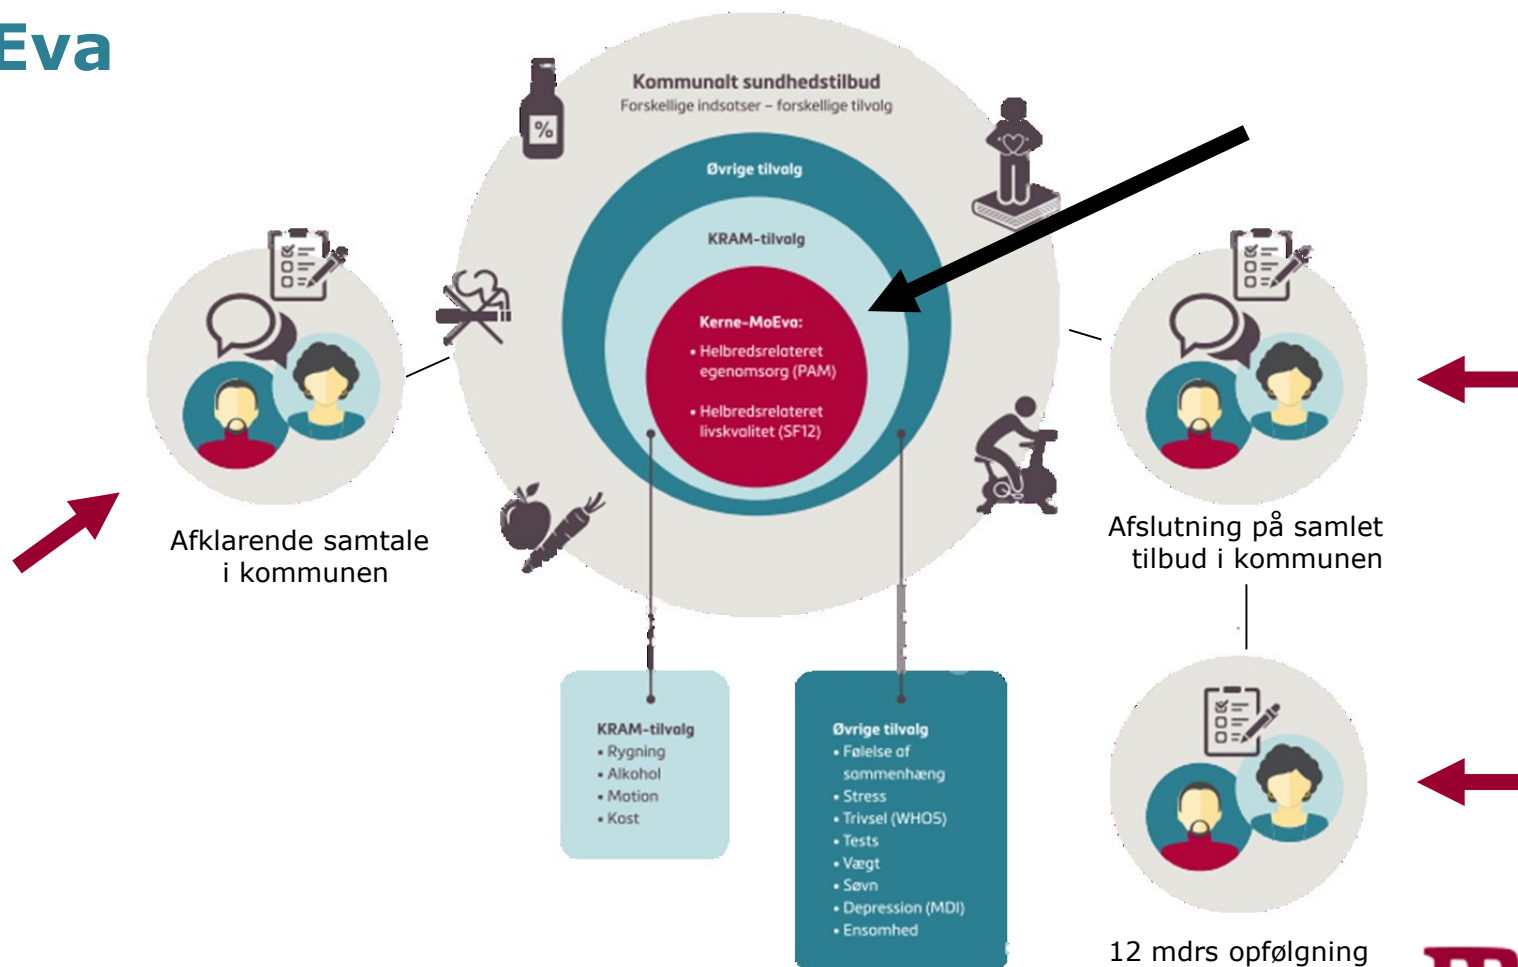 Eva
Kommunalt sundhedstilbud
Forskellige indsatser – forskellige tilvalg
%
Øvrige tilvalg
KRAM-tilvalg
Kerne-MoEva:
• Helbredsrelateret
egenomsorg (PAM)
• Helbredsrelateret
livskvalitet (SF12)
Afklarende samtale
i kommunen
Afslutning på samlet
tilbud i kommunen
KRAM-tilvalg
• Rygning
• Alkohol
• Motion
• Kost
Øvrige tilvalg
• Følelse af
sammenhæng
• Stress
• Trivsel (WHO5)
• Tests
• Vægt
• Søvn
• Depression (MDI)
• Ensomhed
12 mdrs opfølgning